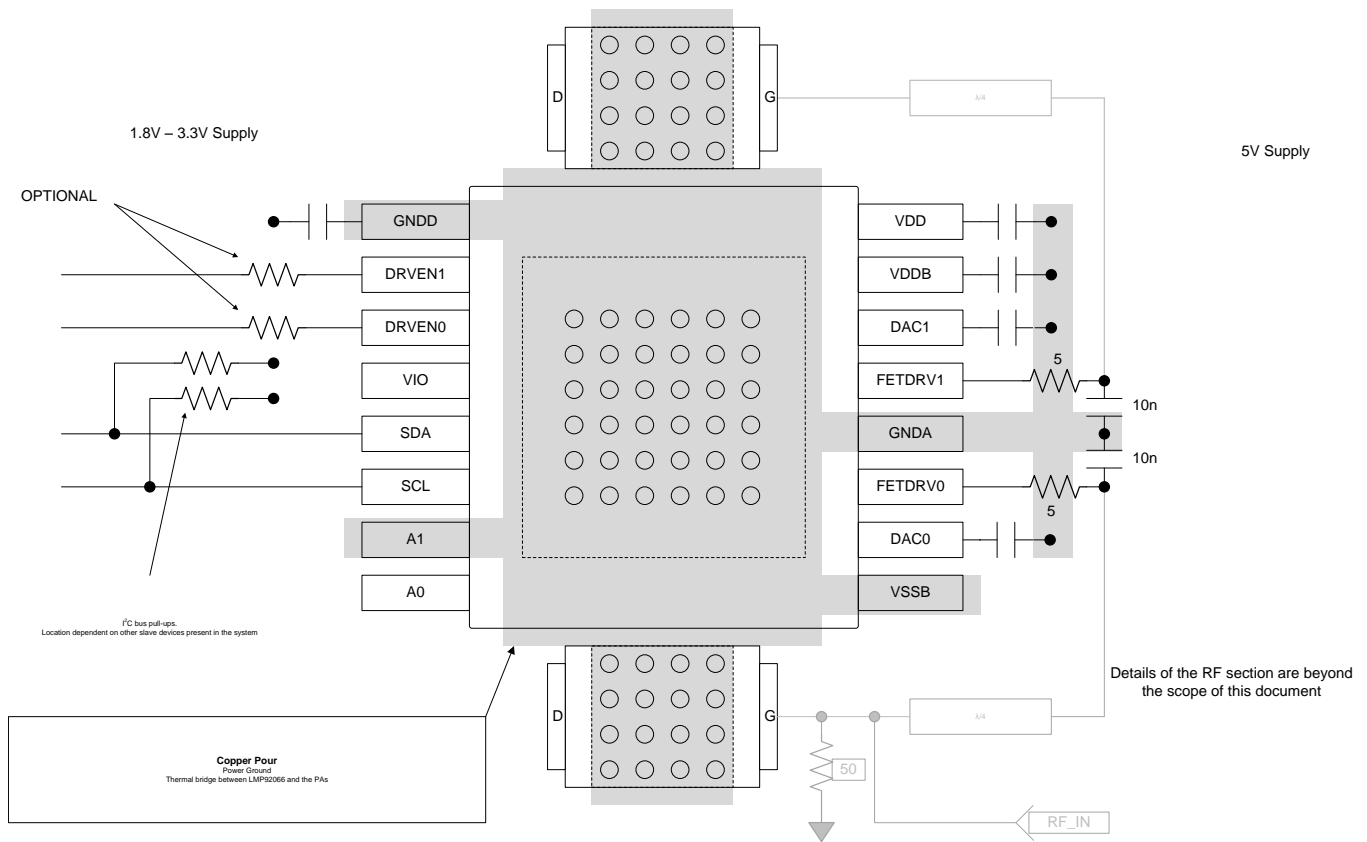 D
G
λ/4
1.8V – 3.3V Supply
5V Supply
OPTIONAL
GNDD
VDD
DRVEN1
VDDB
DRVEN0
DAC1
VIO
FETDRV1
5
10n
SDA
GNDA
10n
SCL
FETDRV0
5
A1
DAC0
A0
VSSB
I²C bus pull-ups.
Location dependent on other slave devices present in the system
Details of the RF section are beyond
the scope of this document
D
G
λ/4
Copper Pour
Power Ground
Thermal bridge between LMP92066 and the PAs
50
RF_IN